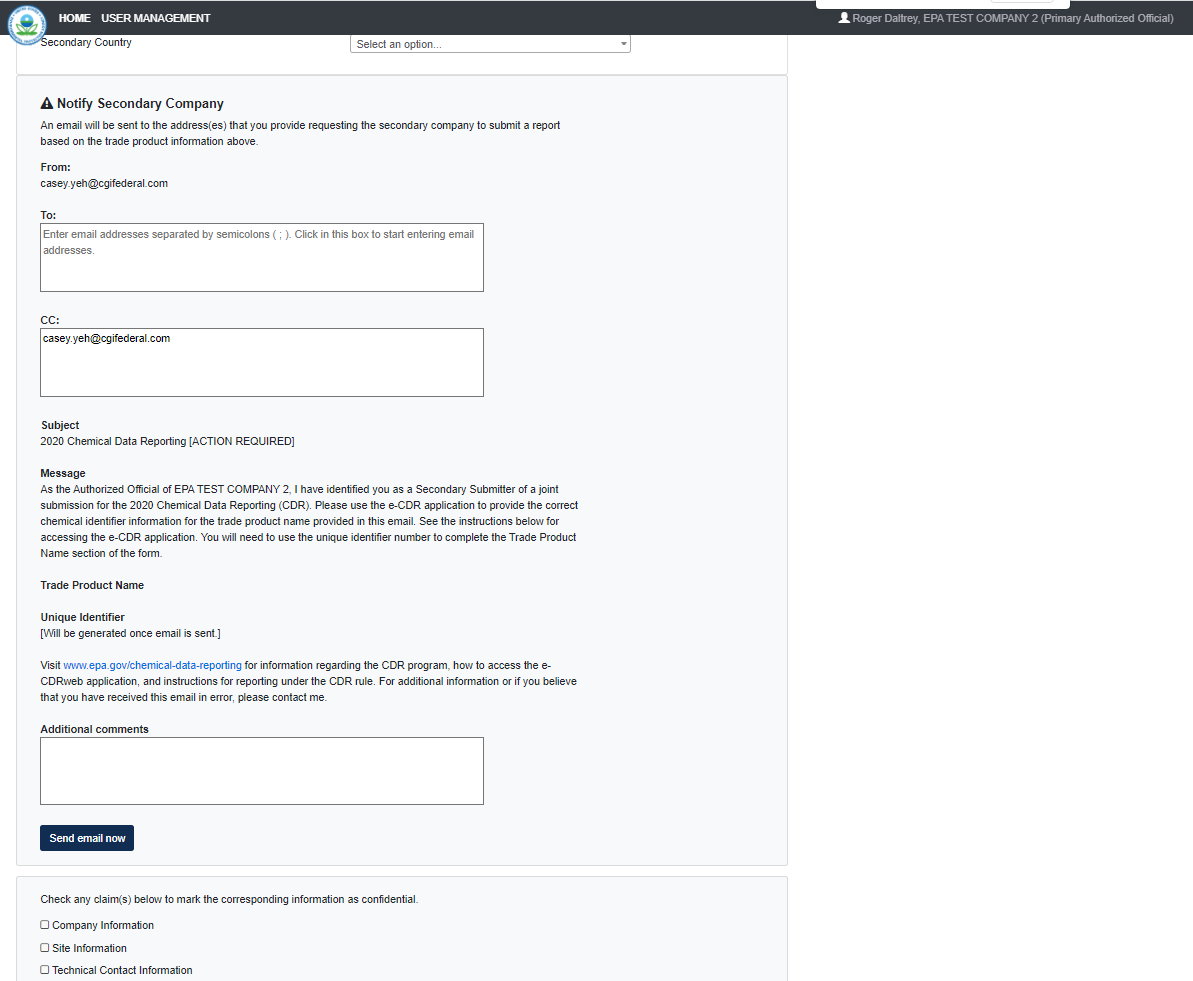 HOME USER MANAGEMENT
Roger Daltrey, EPA TEST COMPANY 2 (Primary Authorized Official)
Secondary Country
Select an option...
Notify Secondary Company
An email will be sent to the address(es) that you provide requesting the secondary company to submit a report
based on the trade product information above.
From:
casey.yeh@cgifederal.com
To:
Enter email addresses separated by semicolons ( ; ). Click in this box to start entering email
addresses.
CC:
casey.yeh@cgifederal.com
Subject
2020 Chemical Data Reporting [ACTION REQUIRED]
Message
As the Authorized Official of EPA TEST COMPANY 2, I have identified you as a Secondary Submitter of a joint
submission for the 2020 Chemical Data Reporting (CDR). Please use the e-CDR application to provide the correct
chemical identifier information for the trade product name provided in this email. See the instructions below for
accessing the e-CDR application. You will need to use the unique identifier number to complete the Trade Product
Name section of the form.
Trade Product Name
Unique Identifier
[Will be generated once email is sent.]
Visit www.epa.gov/chemical-data-reporting for information regarding the CDR program, how to access the e-
CDRweb application, and instructions for reporting under the CDR rule. For additional information or if you believe
that you have received this email in error, please contact me.
Additional comments
Send email now
Check any claim(s) below to mark the corresponding information as confidential.
Company Information
Site Information
Technical Contact Information